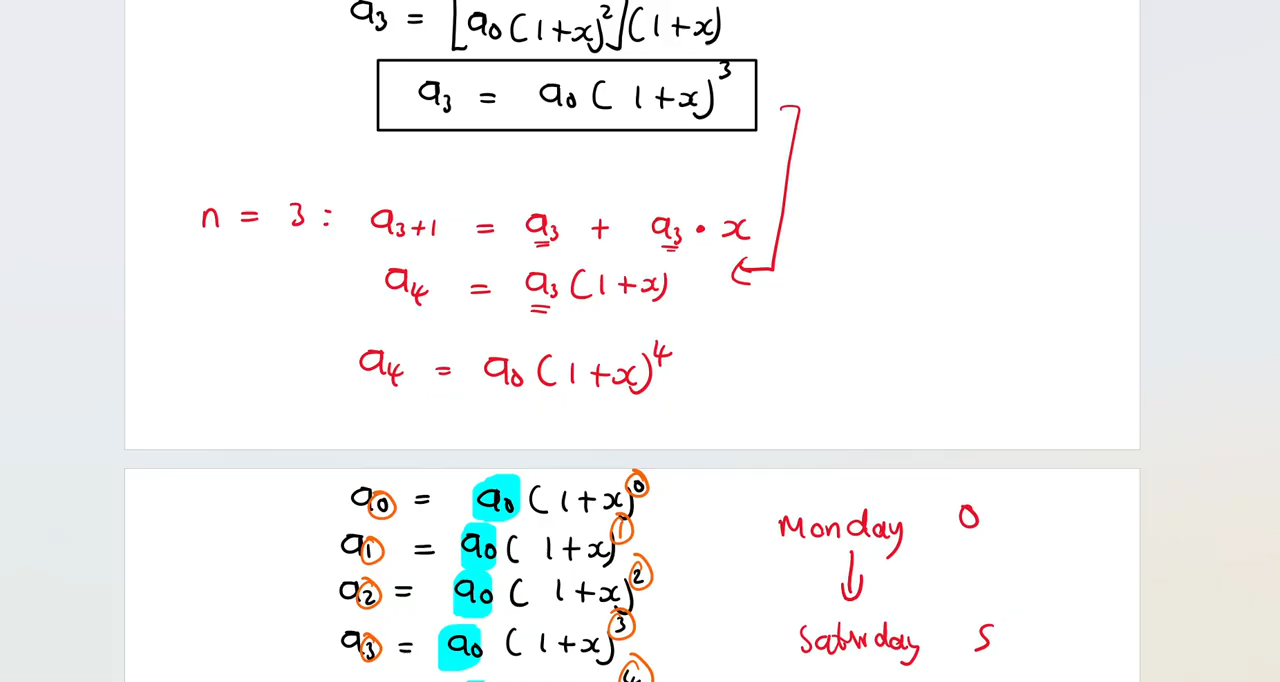 a₃ = [a₀(1+x)²](1+x)
a₃ = a₀(1+x)³
n = 3: a₃₊₁ = a₃ + a₃ • x
a₄ = a₃(1+x)
a₄ = a₀(1+x)⁴
a₀ = a₀(1+x)⁰
a₁ = a₀(1+x)¹
a₂ = a₀(1+x)²
a₃ = a₀(1+x)³
4
Monday 0
↓
Saturday 5